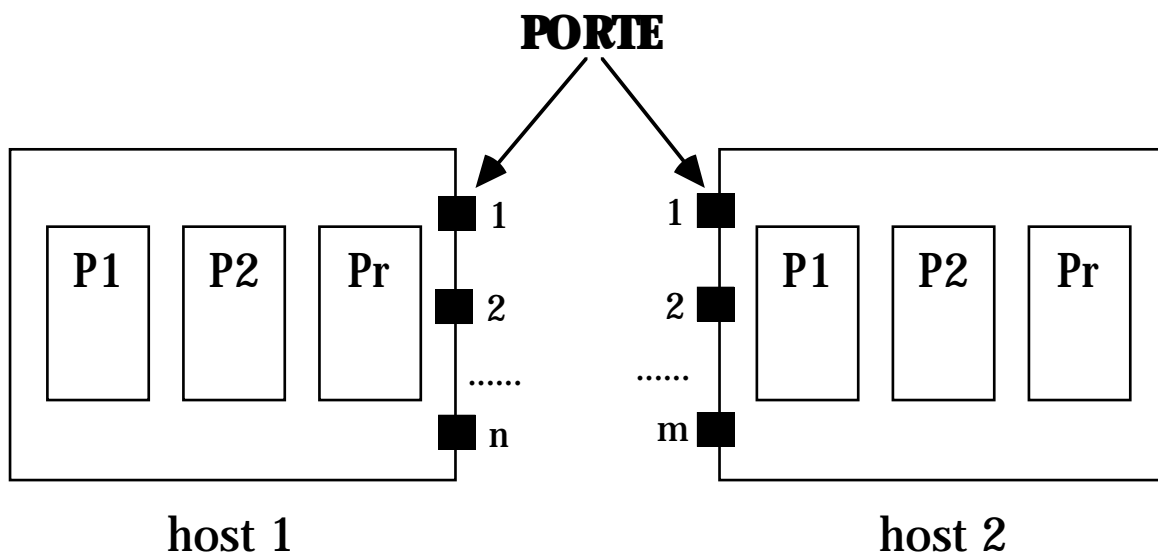 PORTE
1 1
P1 P2 Pr P1 P2 Pr
2 2
...... ......
n m
host 1 host 2